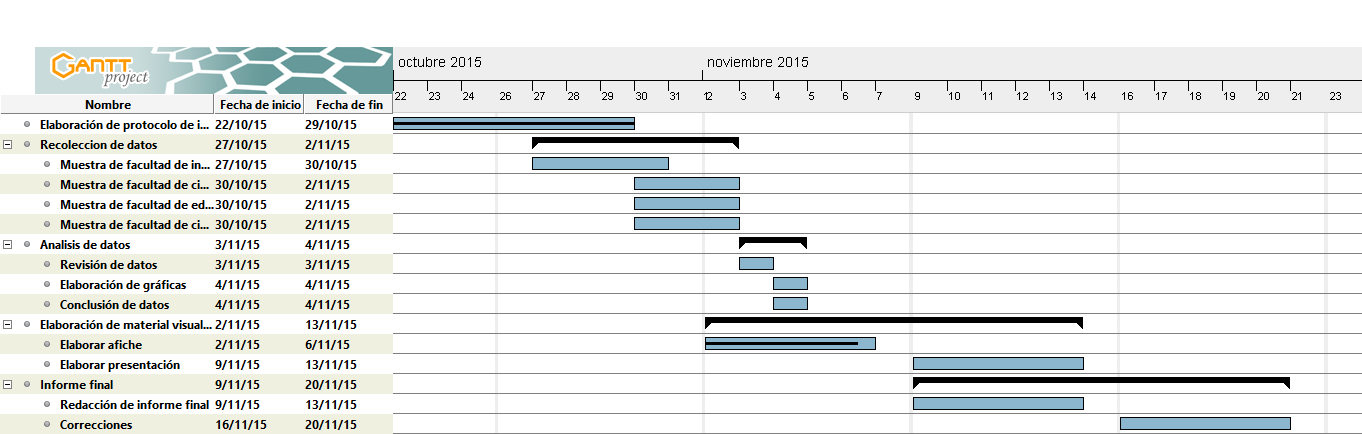 GANTT
project
octubre 2015 noviembre 2015
22 23 24 26 27 28 29 30 31 2 3 4 5 6 7 9 10 11 12 13 14 16 17 18 19 20 21 23
Nombre Fecha de inicio Fecha de fin
Elaboración de protocolo de i... 22/10/15 29/10/15
Recoleccion de datos 27/10/15 2/11/15
Muestra de facultad de in... 27/10/15 30/10/15
Muestra de facultad de ci... 30/10/15 2/11/15
Muestra de facultad de ed... 30/10/15 2/11/15
Muestra de facultad de ci... 30/10/15 2/11/15
Analisis de datos 3/11/15 4/11/15
Revisión de datos 3/11/15 3/11/15
Elaboración de gráficas 4/11/15 4/11/15
Conclusión de datos 4/11/15 4/11/15
Elaboración de material visual... 2/11/15 13/11/15
Elaborar afiche 2/11/15 6/11/15
Elaborar presentación 9/11/15 13/11/15
Informe final 9/11/15 20/11/15
Redacción de informe final 9/11/15 13/11/15
Correcciones 16/11/15 20/11/15